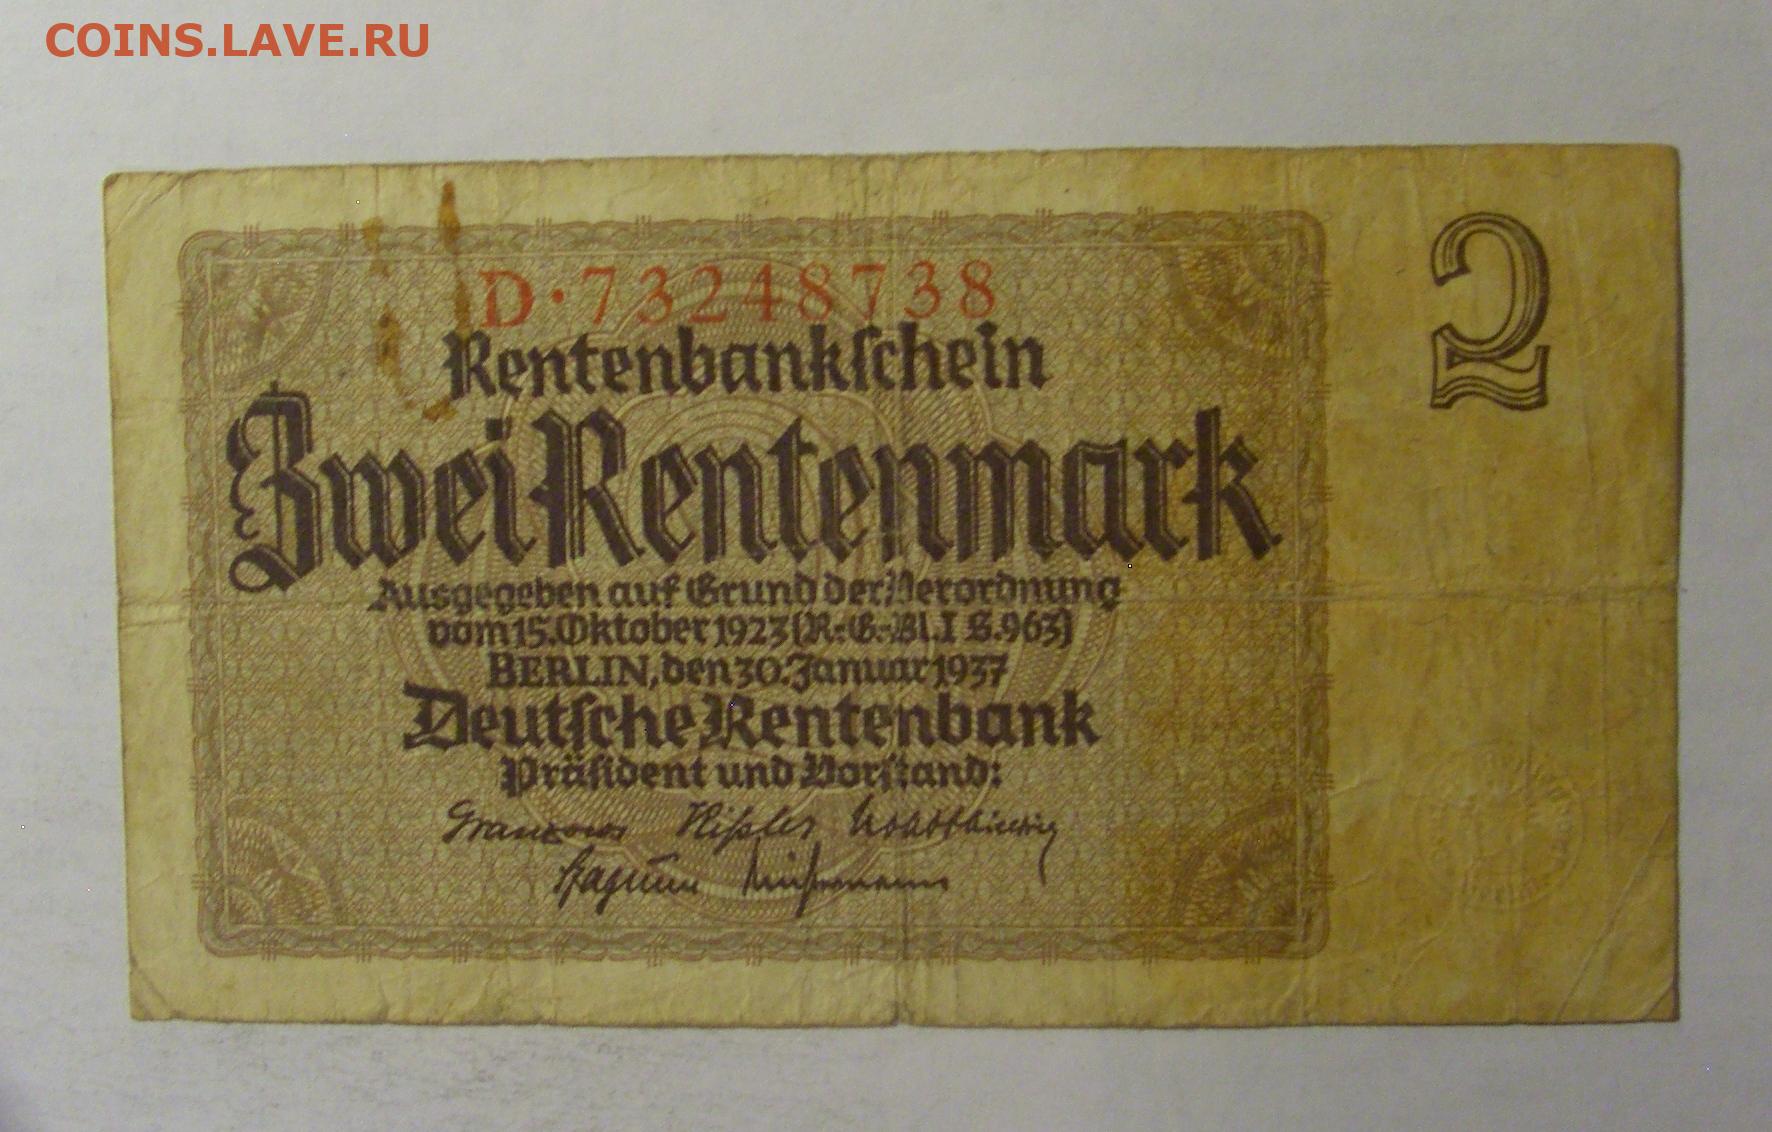 COINS.LAVE.RU
D·73248738
2
Rentenbankſchein
Zwei Rentenmark
Ausgegeben auf Grund der Verordnung
vom 15. Oktober 1923 (R.-G.-Bl. I S. 963)
BERLIN, den 30. Januar 1937
Deutſche Rentenbank
Präſident und Vorſtand: